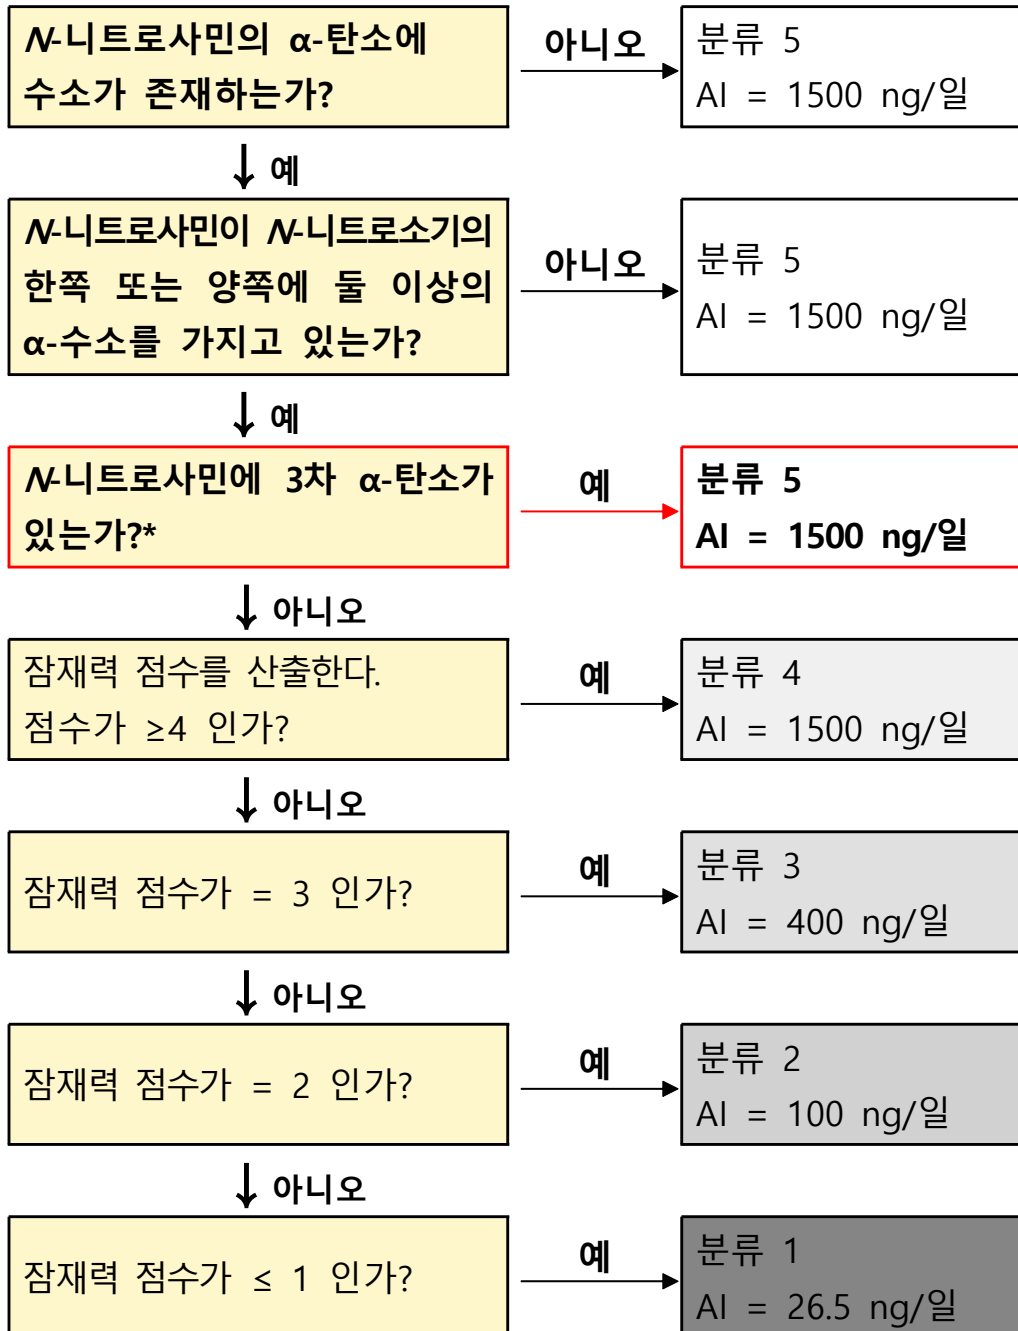 N-니트로사민의 α-탄소에
수소가 존재하는가?
아니오
분류 5
AI = 1500 ng/일
예
N-니트로사민이 N-니트로소기의
한쪽 또는 양쪽에 둘 이상의
α-수소를 가지고 있는가?
아니오
분류 5
AI = 1500 ng/일
예
N-니트로사민에 3차 α-탄소가
있는가?*
예
분류 5
AI = 1500 ng/일
아니오
잠재력 점수를 산출한다.
점수가 ≥4 인가?
예
분류 4
AI = 1500 ng/일
아니오
잠재력 점수가 = 3 인가?
예
분류 3
AI = 400 ng/일
아니오
잠재력 점수가 = 2 인가?
예
분류 2
AI = 100 ng/일
아니오
잠재력 점수가 ≤ 1 인가?
예
분류 1
AI = 26.5 ng/일